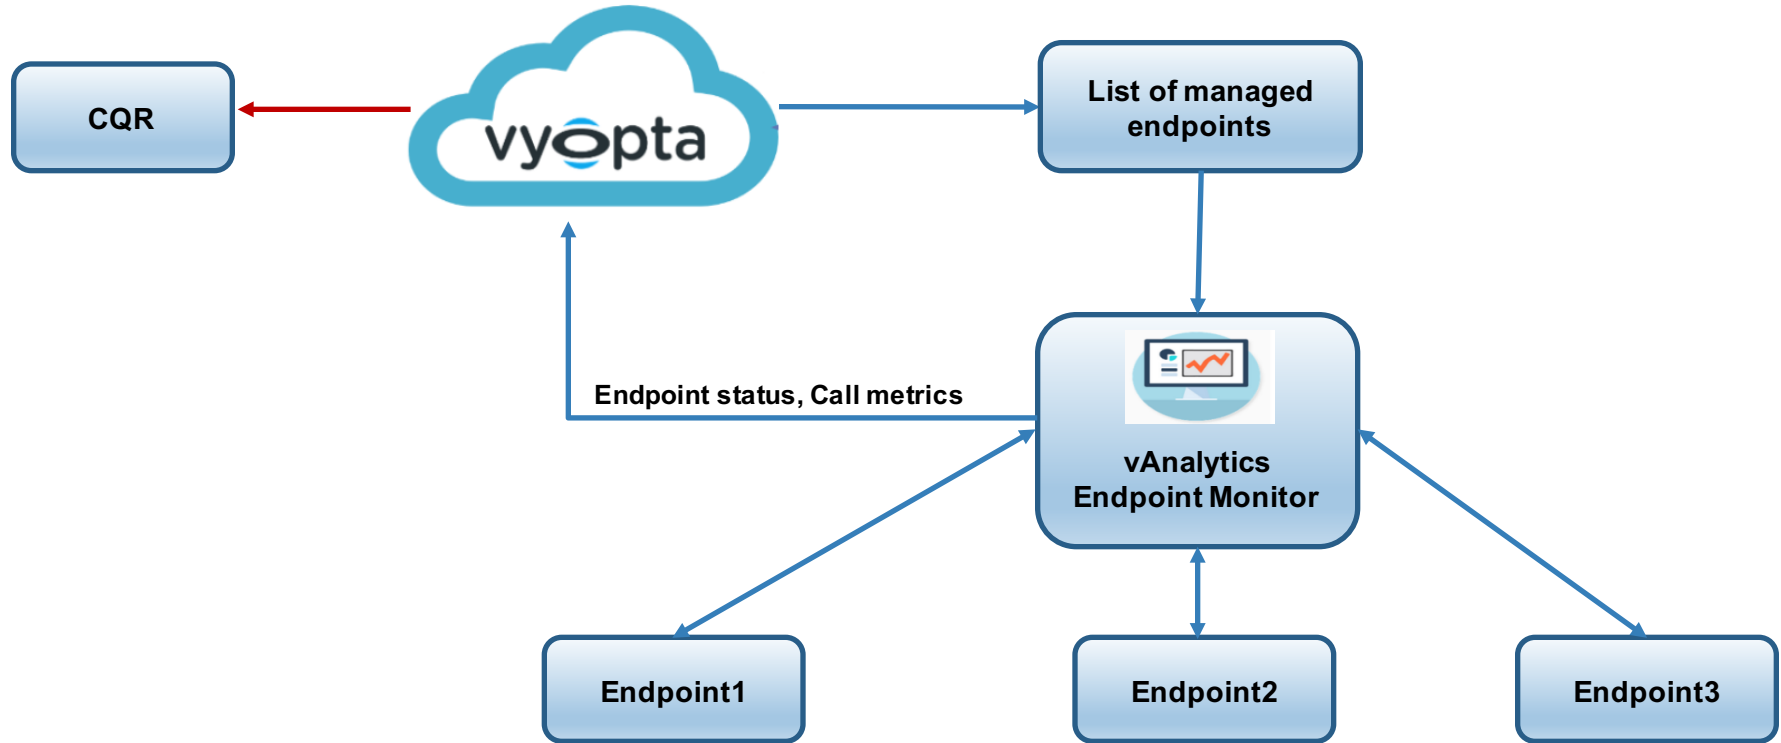 CQR
vyopta
List of managed
endpoints
Endpoint status, Call metrics
vAnalytics
Endpoint Monitor
Endpoint1
Endpoint2
Endpoint3